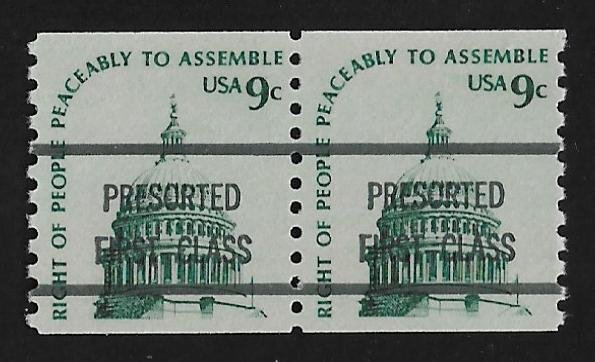 RIGHT OF PEOPLE PEACEABLY TO ASSEMBLE
USA 9c
PRESORTED
FIRST-CLASS
RIGHT OF PEOPLE PEACEABLY TO ASSEMBLE
USA 9c
PRESORTED
FIRST-CLASS